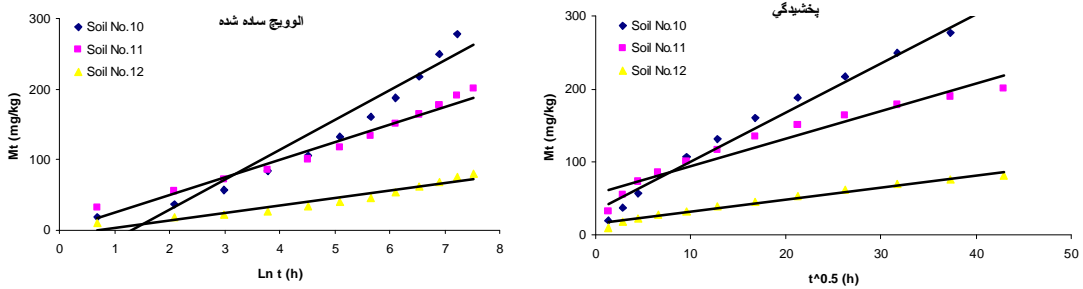 الوويچ ساده شده
Soil No.10
Soil No.11
Soil No.12
300
200
100
0
Mt (mg/kg)
0 1 2 3 4 5 6 7 8
Ln t (h)
پخشيدگي
Soil No.10
Soil No.11
Soil No.12
300
200
100
0
Mt (mg/kg)
0 10 20 30 40 50
t^0.5 (h)